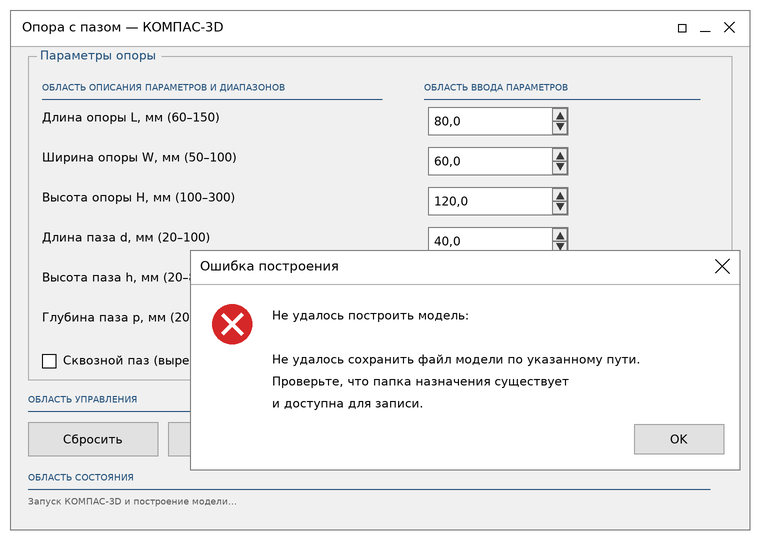 Опора с пазом — КОМПАС-3D
Параметры опоры
ОБЛАСТЬ ОПИСАНИЯ ПАРАМЕТРОВ И ДИАПАЗОНОВ
ОБЛАСТЬ ВВОДА ПАРАМЕТРОВ
Длина опоры L, мм (60–150)
80,0
Ширина опоры W, мм (50–100)
60,0
Высота опоры H, мм (100–300)
120,0
Длина паза d, мм (20–100)
40,0
Высота паза h, мм (20–
Глубина паза p, мм (20
Сквозной паз (выре
Ошибка построения
Не удалось построить модель:
Не удалось сохранить файл модели по указанному пути.
Проверьте, что папка назначения существует
и доступна для записи.
OK
ОБЛАСТЬ УПРАВЛЕНИЯ
Сбросить
ОБЛАСТЬ СОСТОЯНИЯ
Запуск КОМПАС-3D и построение модели...